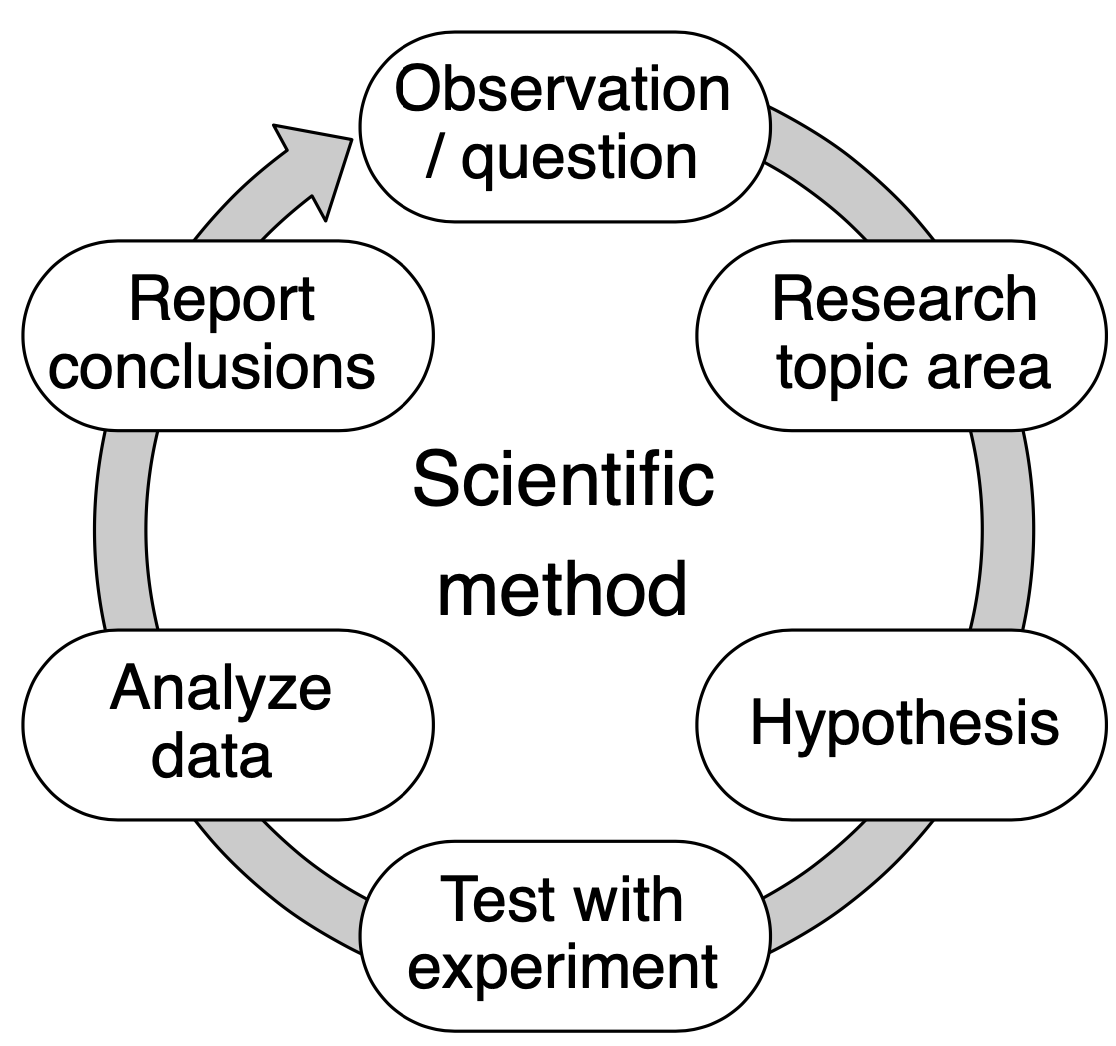 Observation
/ question
Research
topic area
Hypothesis
Test with
experiment
Analyze
data
Report
conclusions
Scientific
method